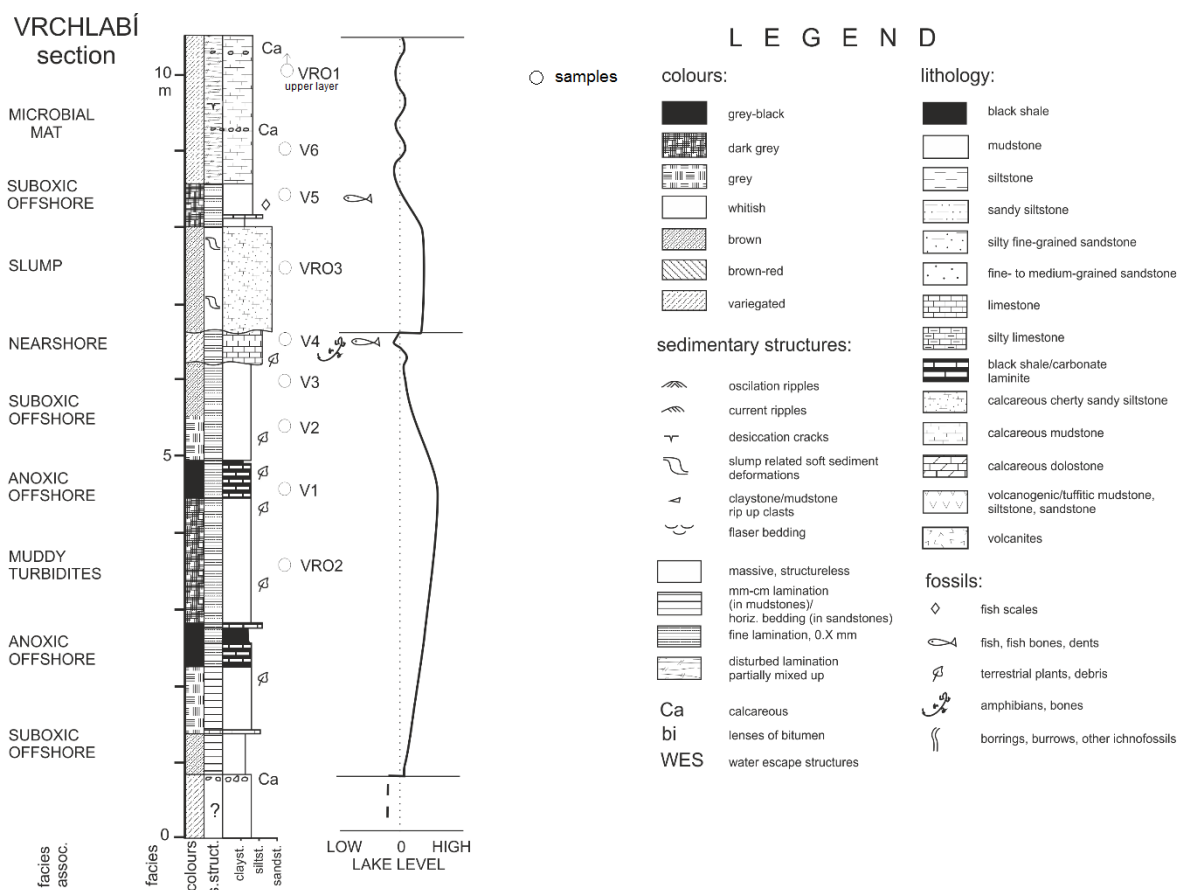 VRCHLABÍ
section
10
m
MICROBIAL
MAT
SUBOXIC
OFFSHORE
SLUMP
NEARSHORE
SUBOXIC
OFFSHORE
5
ANOXIC
OFFSHORE
MUDDY
TURBIDITES
ANOXIC
OFFSHORE
SUBOXIC
OFFSHORE
0
facies
assoc.
facies
colours
s.struct.
clayst.
siltst.
sandst.
Ca
VRO1
upper layer
Ca
V6
V5
VRO3
V4
V3
V2
V1
VRO2
Ca
?
LOW 0 HIGH
LAKE LEVEL
samples
L E G E N D
colours:
grey-black
dark grey
grey
whitish
brown
brown-red
variegated
sedimentary structures:
oscilation ripples
current ripples
desiccation cracks
slump related soft sediment
deformations
claystone/mudstone
rip up clasts
flaser bedding
massive, structureless
mm-cm lamination
(in mudstones)/
horiz. bedding (in sandstones)
fine lamination, 0.X mm
disturbed lamination
partially mixed up
Ca calcareous
bi lenses of bitumen
WES water escape structures
lithology:
black shale
mudstone
siltstone
sandy siltstone
silty fine-grained sandstone
fine- to medium-grained sandstone
limestone
silty limestone
black shale/carbonate
laminite
calcareous cherty sandy siltstone
calcareous mudstone
calcareous dolostone
volcanogenic/tuffitic mudstone,
siltstone, sandstone
volcanites
fossils:
fish scales
fish, fish bones, dents
terrestrial plants, debris
amphibians, bones
borrings, burrows, other ichnofossils